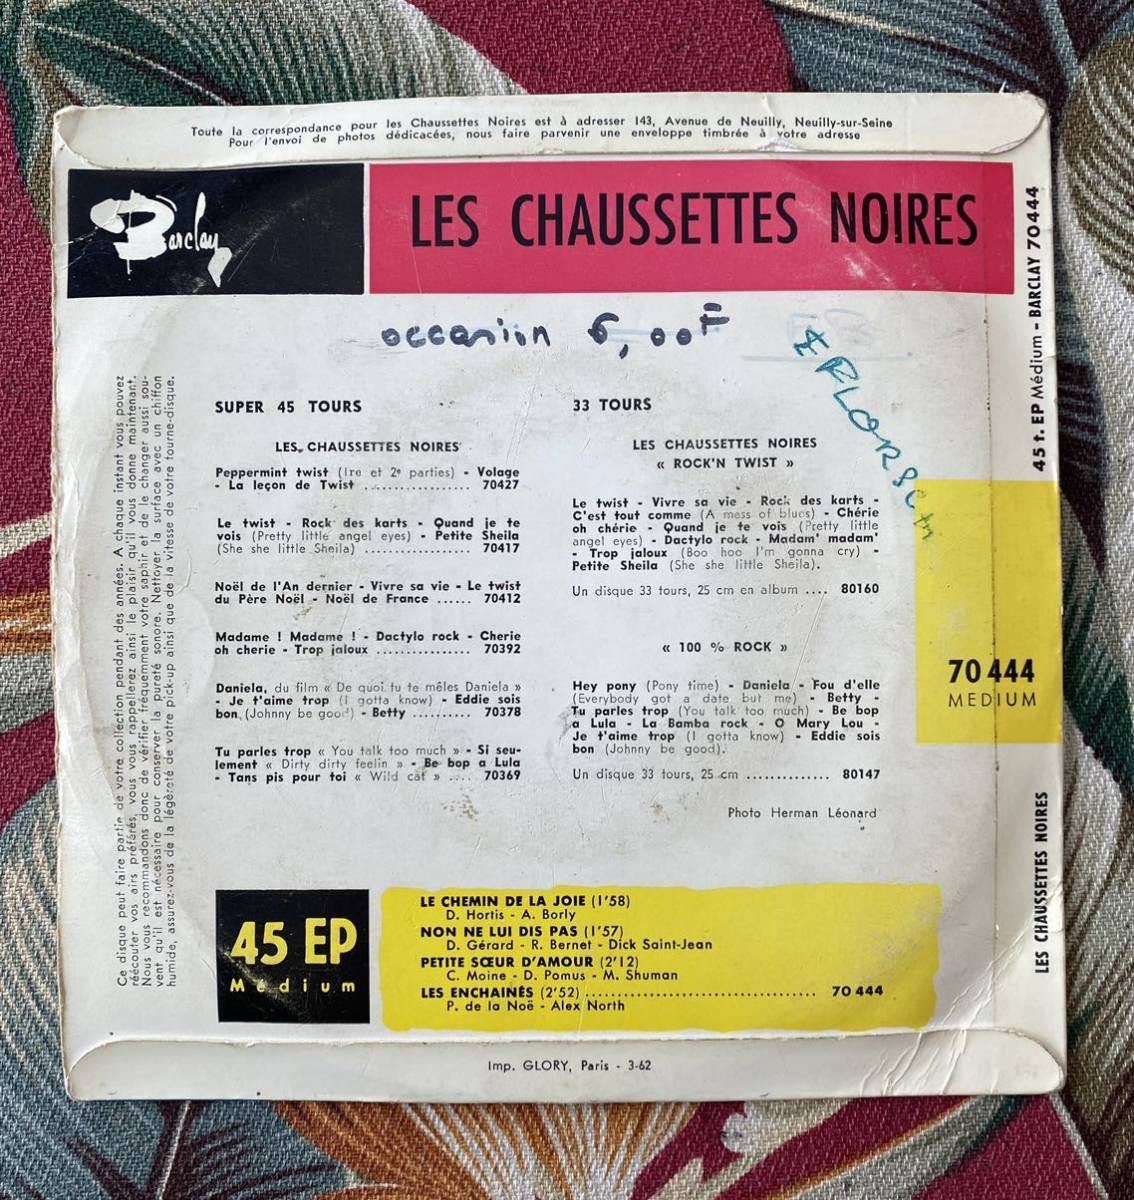 Toute la correspondance pour les Chaussettes Noires est à adresser 143, Avenue de Neuilly, Neuilly-sur-Seine
Pour l'envoi de photos dédicacées, nous faire parvenir une enveloppe timbrée à votre adresse
Barclay
LES CHAUSSETTES NOIRES
45 t. EP Médium - BARCLAY 70444
occasion 6,00F
FLORSCH
Ce disque peut faire partie de votre collection pendant des années. A chaque instant vous pouvez
réécouter vos airs préférés, vous vous rappellerez ainsi le plaisir qu'il vous donne maintenant.
Nous vous recommandons donc de vérifier fréquemment votre saphir et de le changer aussi sou-
vent qu'il est nécessaire pour conserver la pureté sonore. Nettoyer la surface avec un chiffon
humide, assurez-vous de la légèreté de votre pick-up ainsi que de la vitesse de votre tourne-disque.
SUPER 45 TOURS
LES CHAUSSETTES NOIRES
Peppermint twist (1re et 2e parties) - Volage
- La leçon de Twist .................. 70427
Le twist - Rock des karts - Quand je te
vois (Pretty little angel eyes) - Petite Sheila
(She she little Sheila) .................. 70417
Noël de l'An dernier - Vivre sa vie - Le twist
du Père Noël - Noël de France ...... 70412
Madame ! Madame ! - Dactylo rock - Cherie
oh cherie - Trop jaloux ................ 70392
Daniela, du film « De quoi tu te mêles Daniela »
- Je t'aime trop (I gotta know) - Eddie sois
bon (Johnny be good) - Betty .......... 70378
Tu parles trop « You talk too much » - Si seu-
lement « Dirty dirty feelin » - Be bop a Lula
- Tans pis pour toi « Wild cat » .... 70369
33 TOURS
LES CHAUSSETTES NOIRES
« ROCK'N TWIST »
Le twist - Vivre sa vie - Rock des karts -
C'est tout comme (A mess of blues) - Chérie
oh chérie - Quand je te vois (Pretty little
angel eyes) - Dactylo rock - Madam' madam'
- Trop jaloux (Boo hoo I'm gonna cry) -
Petite Sheila (She she little Sheila).
Un disque 33 tours, 25 cm en album .... 80160
« 100 % ROCK »
Hey pony (Pony time) - Daniela - Fou d'elle
(Everybody got a date but me) - Betty -
Tu parles trop (You talk too much) - Be bop
a Lula - La Bamba rock - O Mary Lou -
Je t'aime trop (I gotta know) - Eddie sois
bon (Johnny be good).
Un disque 33 tours, 25 cm ............. 80147
Photo Herman Léonard
70 444
MEDIUM
LES CHAUSSETTES NOIRES
45 EP
Médium
LE CHEMIN DE LA JOIE (1'58)
D. Hortis - A. Borly
NON NE LUI DIS PAS (1'57)
D. Gérard - R. Bernet - Dick Saint-Jean
PETITE SŒUR D'AMOUR (2'12)
C. Moine - D. Pomus - M. Shuman
LES ENCHAINÉS (2'52) .................................. 70 444
P. de la Noë - Alex North
Imp. GLORY, Paris - 3-62